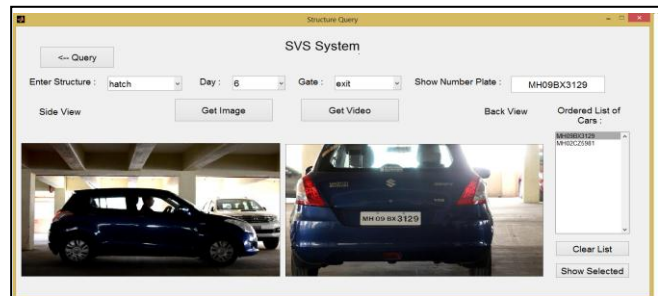 Structure Query
<-- Query
SVS System
Enter Structure : hatch Day : 6 Gate : exit Show Number Plate : MH09BX3129
Side View Get Image Get Video Back View Ordered List of
Cars :
MH09BX3129
MH02CZ5981
MH 09 BX 3129
Clear List
Show Selected